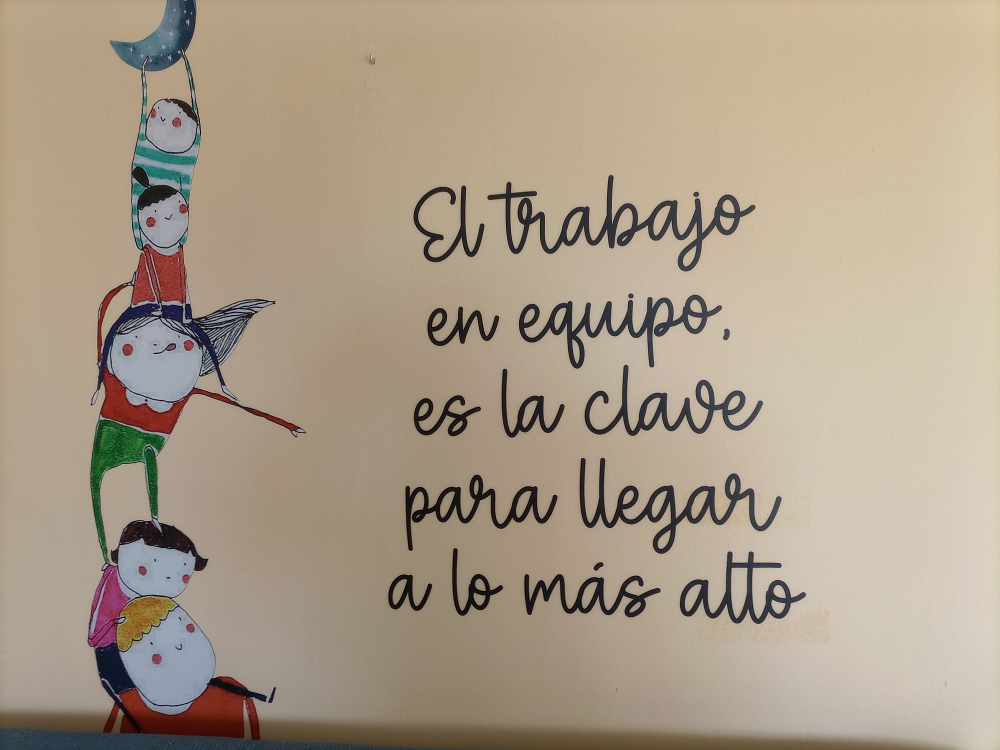 El trabajo
en equipo,
es la clave
para llegar
a lo más alto